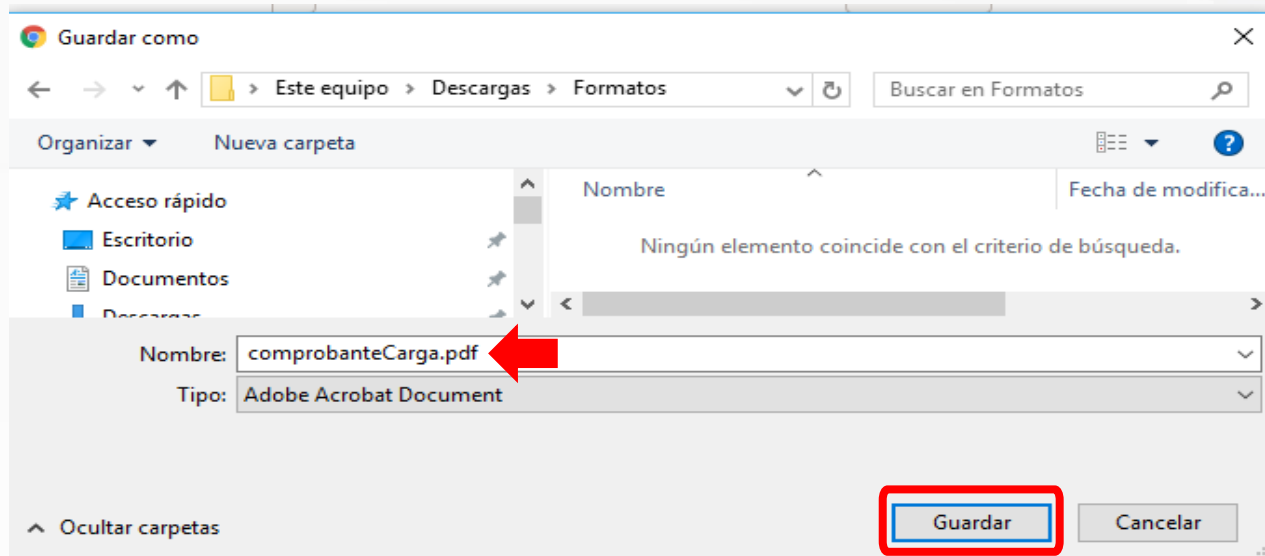 Guardar como
Este equipo > Descargas > Formatos
Buscar en Formatos
Organizar
Nueva carpeta
?
Acceso rápido
Escritorio
Documentos
Descargas
Nombre
Fecha de modifica...
Ningún elemento coincide con el criterio de búsqueda.
Nombre: comprobanteCarga.pdf
Tipo: Adobe Acrobat Document
Ocultar carpetas
Guardar
Cancelar